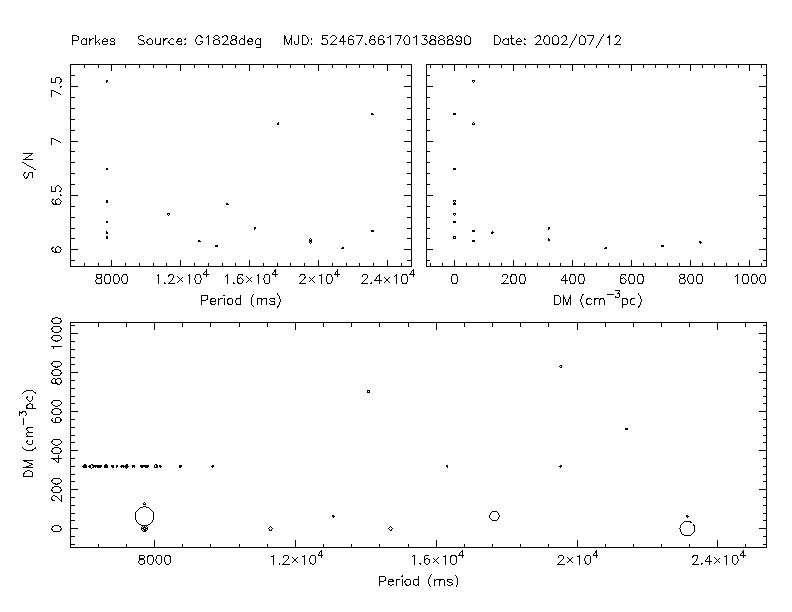 Parkes Source: G1828deg MJD: 52467.661701388890 Date: 2002/07/12
S/N
7.5
7
6.5
6
8000 1.2×10⁴ 1.6×10⁴ 2×10⁴ 2.4×10⁴
Period (ms)
0 200 400 600 800 1000
DM (cm⁻³pc)
DM (cm⁻³pc)
1000
800
600
400
200
0
8000 1.2×10⁴ 1.6×10⁴ 2×10⁴ 2.4×10⁴
Period (ms)